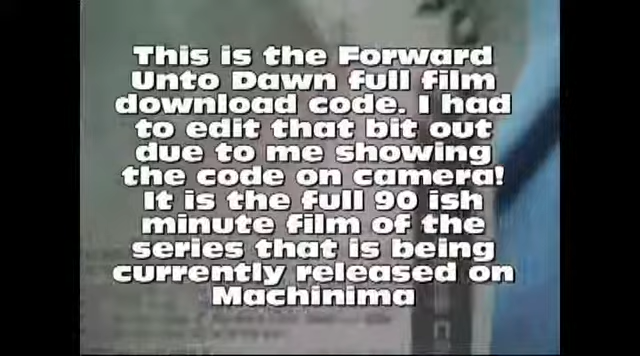 This is the Forward
Unto Dawn full film
download code. I had
to edit that bit out
due to me showing
the code on camera!
It is the full 90 ish
minute film of the
series that is being
currently released on
Machinima